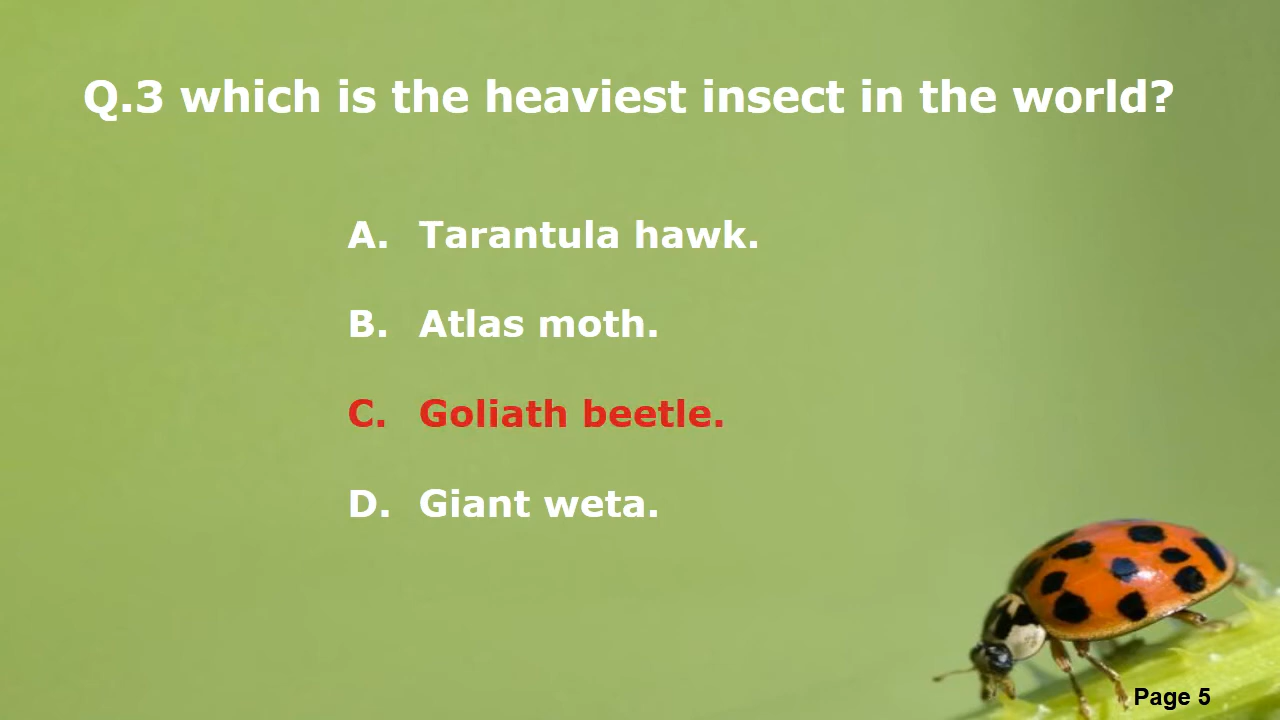 Q.3 which is the heaviest insect in the world?
A. Tarantula hawk.
B. Atlas moth.
C. Goliath beetle.
D. Giant weta.
Page 5